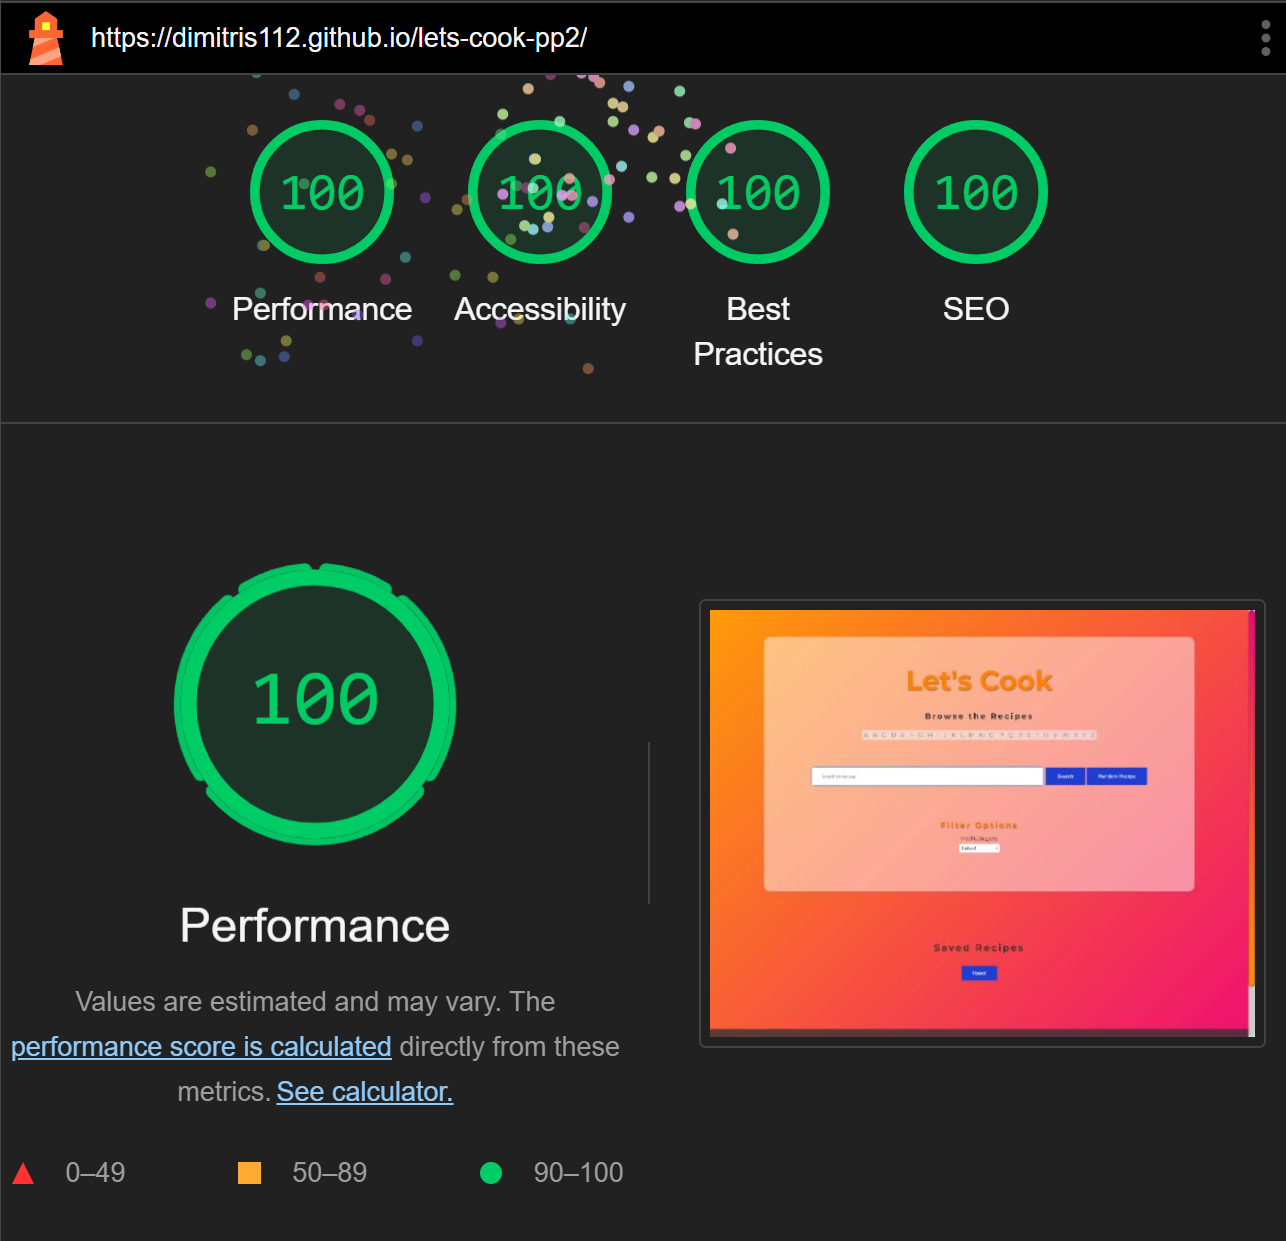 https://dimitris112.github.io/lets-cook-pp2/
100
100
100
100
Performance
Accessibility
Best
Practices
SEO
100
Performance
Values are estimated and may vary. The
performance score is calculated directly from these
metrics. See calculator.
0–49
50–89
90–100
Let's Cook
Browse the Recipes
A B C D E F G H I J K L M N O P Q R S T U V W X Y Z
Search
Random Recipe
Filter Options
Saved Recipes